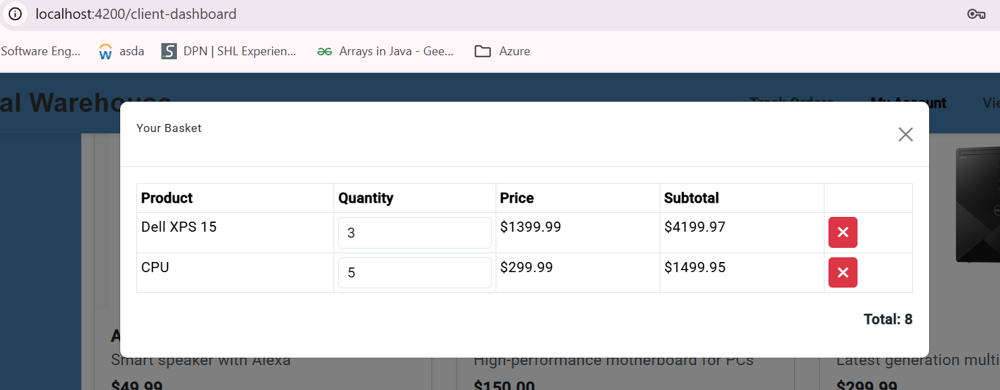 localhost:4200/client-dashboard
Software Eng... asda DPN | SHL Experien... Arrays in Java - Gee... Azure
al Warehouse Track Orders My Account Vie
Your Basket
Product Quantity Price Subtotal
Dell XPS 15 3 $1399.99 $4199.97
CPU 5 $299.99 $1499.95
Total: 8
A
Smart speaker with Alexa High-performance motherboard for PCs Latest generation multi
$49.99 $150.00 $299.99